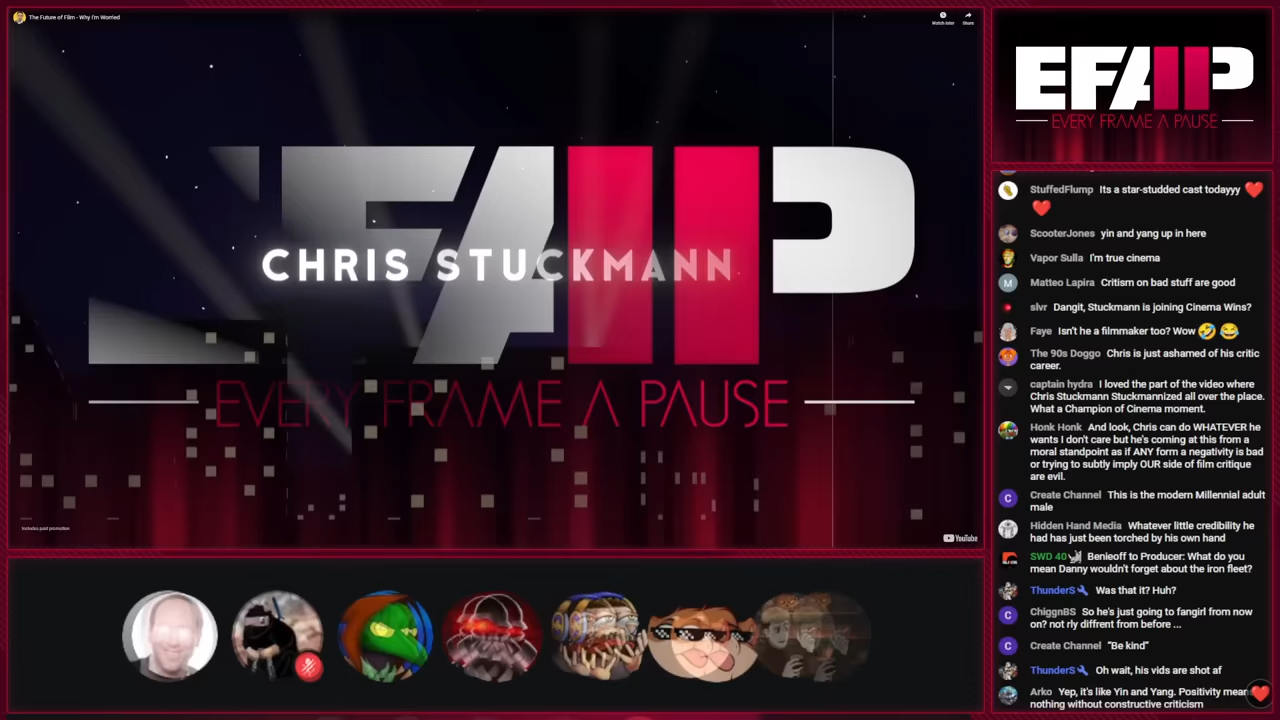 The Future of Film - Why I'm Worried
Watch later
Share
EFAP
CHRIS STUCKMANN
EVERY FRAME A PAUSE
Includes paid promotion
YouTube
EFAP
EVERY FRAME A PAUSE
StuffedFlump Its a star-studded cast todayyy ❤️
❤️
ScooterJones yin and yang up in here
Vapor Sulla I'm true cinema
M
Matteo Lapira Critism on bad stuff are good
slvr Dangit, Stuckmann is joining Cinema Wins?
Faye Isn't he a filmmaker too? Wow 🤣 😂
The 90s Doggo Chris is just ashamed of his critic
career.
captain hydra I loved the part of the video where
Chris Stuckmann Stuckmannized all over the place.
What a Champion of Cinema moment.
Honk Honk And look, Chris can do WHATEVER he
wants I don't care but he's coming at this from a
moral standpoint as if ANY form a negativity is bad
or trying to subtly imply OUR side of film critique
are evil.
C
Create Channel This is the modern Millennial adult
male
Hidden Hand Media Whatever little credibility he
had has just been torched by his own hand
SWD 40 Benieoff to Producer: What do you
mean Danny wouldn't forget about the iron fleet?
ThunderS Was that it? Huh?
C
ChiggnBS So he's just going to fangirl from now
on? not rly diffrent from before ...
C
Create Channel "Be kind"
ThunderS Oh wait, his vids are shot af
Arko Yep, it's like Yin and Yang. Positivity means
nothing without constructive criticism